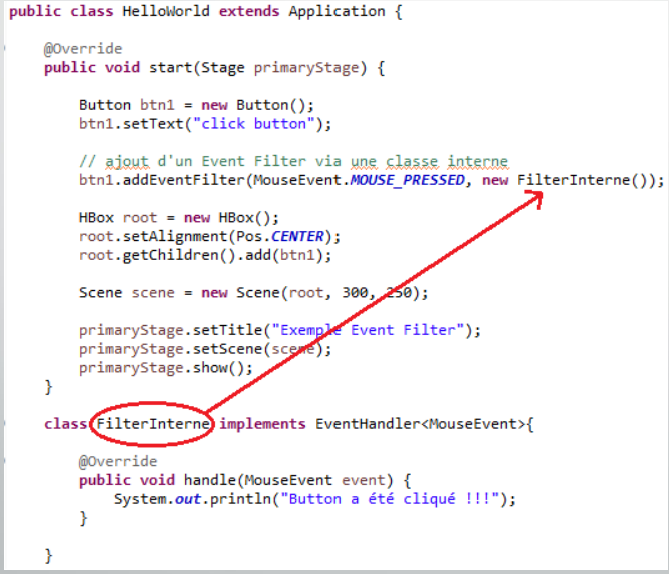 public class HelloWorld extends Application {
@Override
public void start(Stage primaryStage) {
Button btn1 = new Button();
btn1.setText("click button");
// ajout d'un Event Filter via une classe interne
btn1.addEventFilter(MouseEvent.MOUSE_PRESSED, new FilterInterne());
HBox root = new HBox();
root.setAlignment(Pos.CENTER);
root.getChildren().add(btn1);
Scene scene = new Scene(root, 300, 250);
primaryStage.setTitle("Exemple Event Filter");
primaryStage.setScene(scene);
primaryStage.show();
}
class FilterInterne implements EventHandler<MouseEvent>{
@Override
public void handle(MouseEvent event) {
System.out.println("Button a été cliqué !!!");
}
}